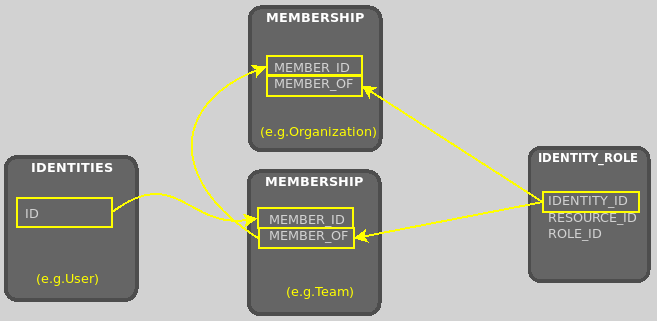 MEMBERSHIP
MEMBER_ID
MEMBER_OF
(e.g.Organization)
IDENTITIES
ID
(e.g.User)
MEMBERSHIP
MEMBER_ID
MEMBER_OF
(e.g.Team)
IDENTITY_ROLE
IDENTITY_ID
RESOURCE_ID
ROLE_ID